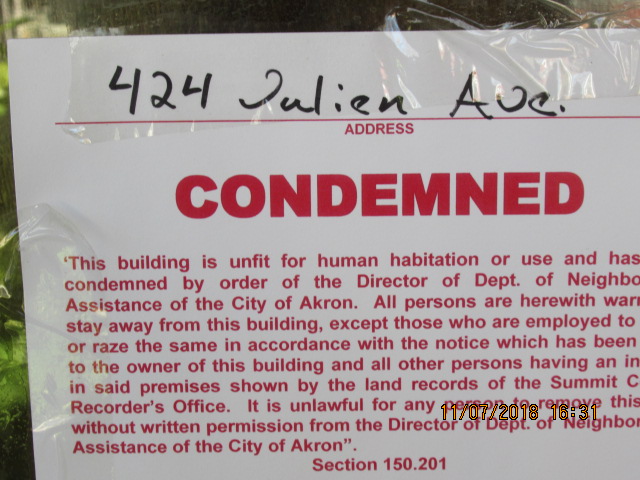 424 Julien Ave.
ADDRESS
CONDEMNED
'This building is unfit for human habitation or use and has
condemned by order of the Director of Dept. of Neighbo
Assistance of the City of Akron. All persons are herewith war
stay away from this building, except those who are employed to
or raze the same in accordance with the notice which has been
to the owner of this building and all other persons having an in
in said premises shown by the land records of the Summit C
Recorder's Office. It is unlawful for any person to remove this
without written permission from the Director of Dept. of Neighbo
Assistance of the City of Akron".
Section 150.201
11/07/2018 16:31